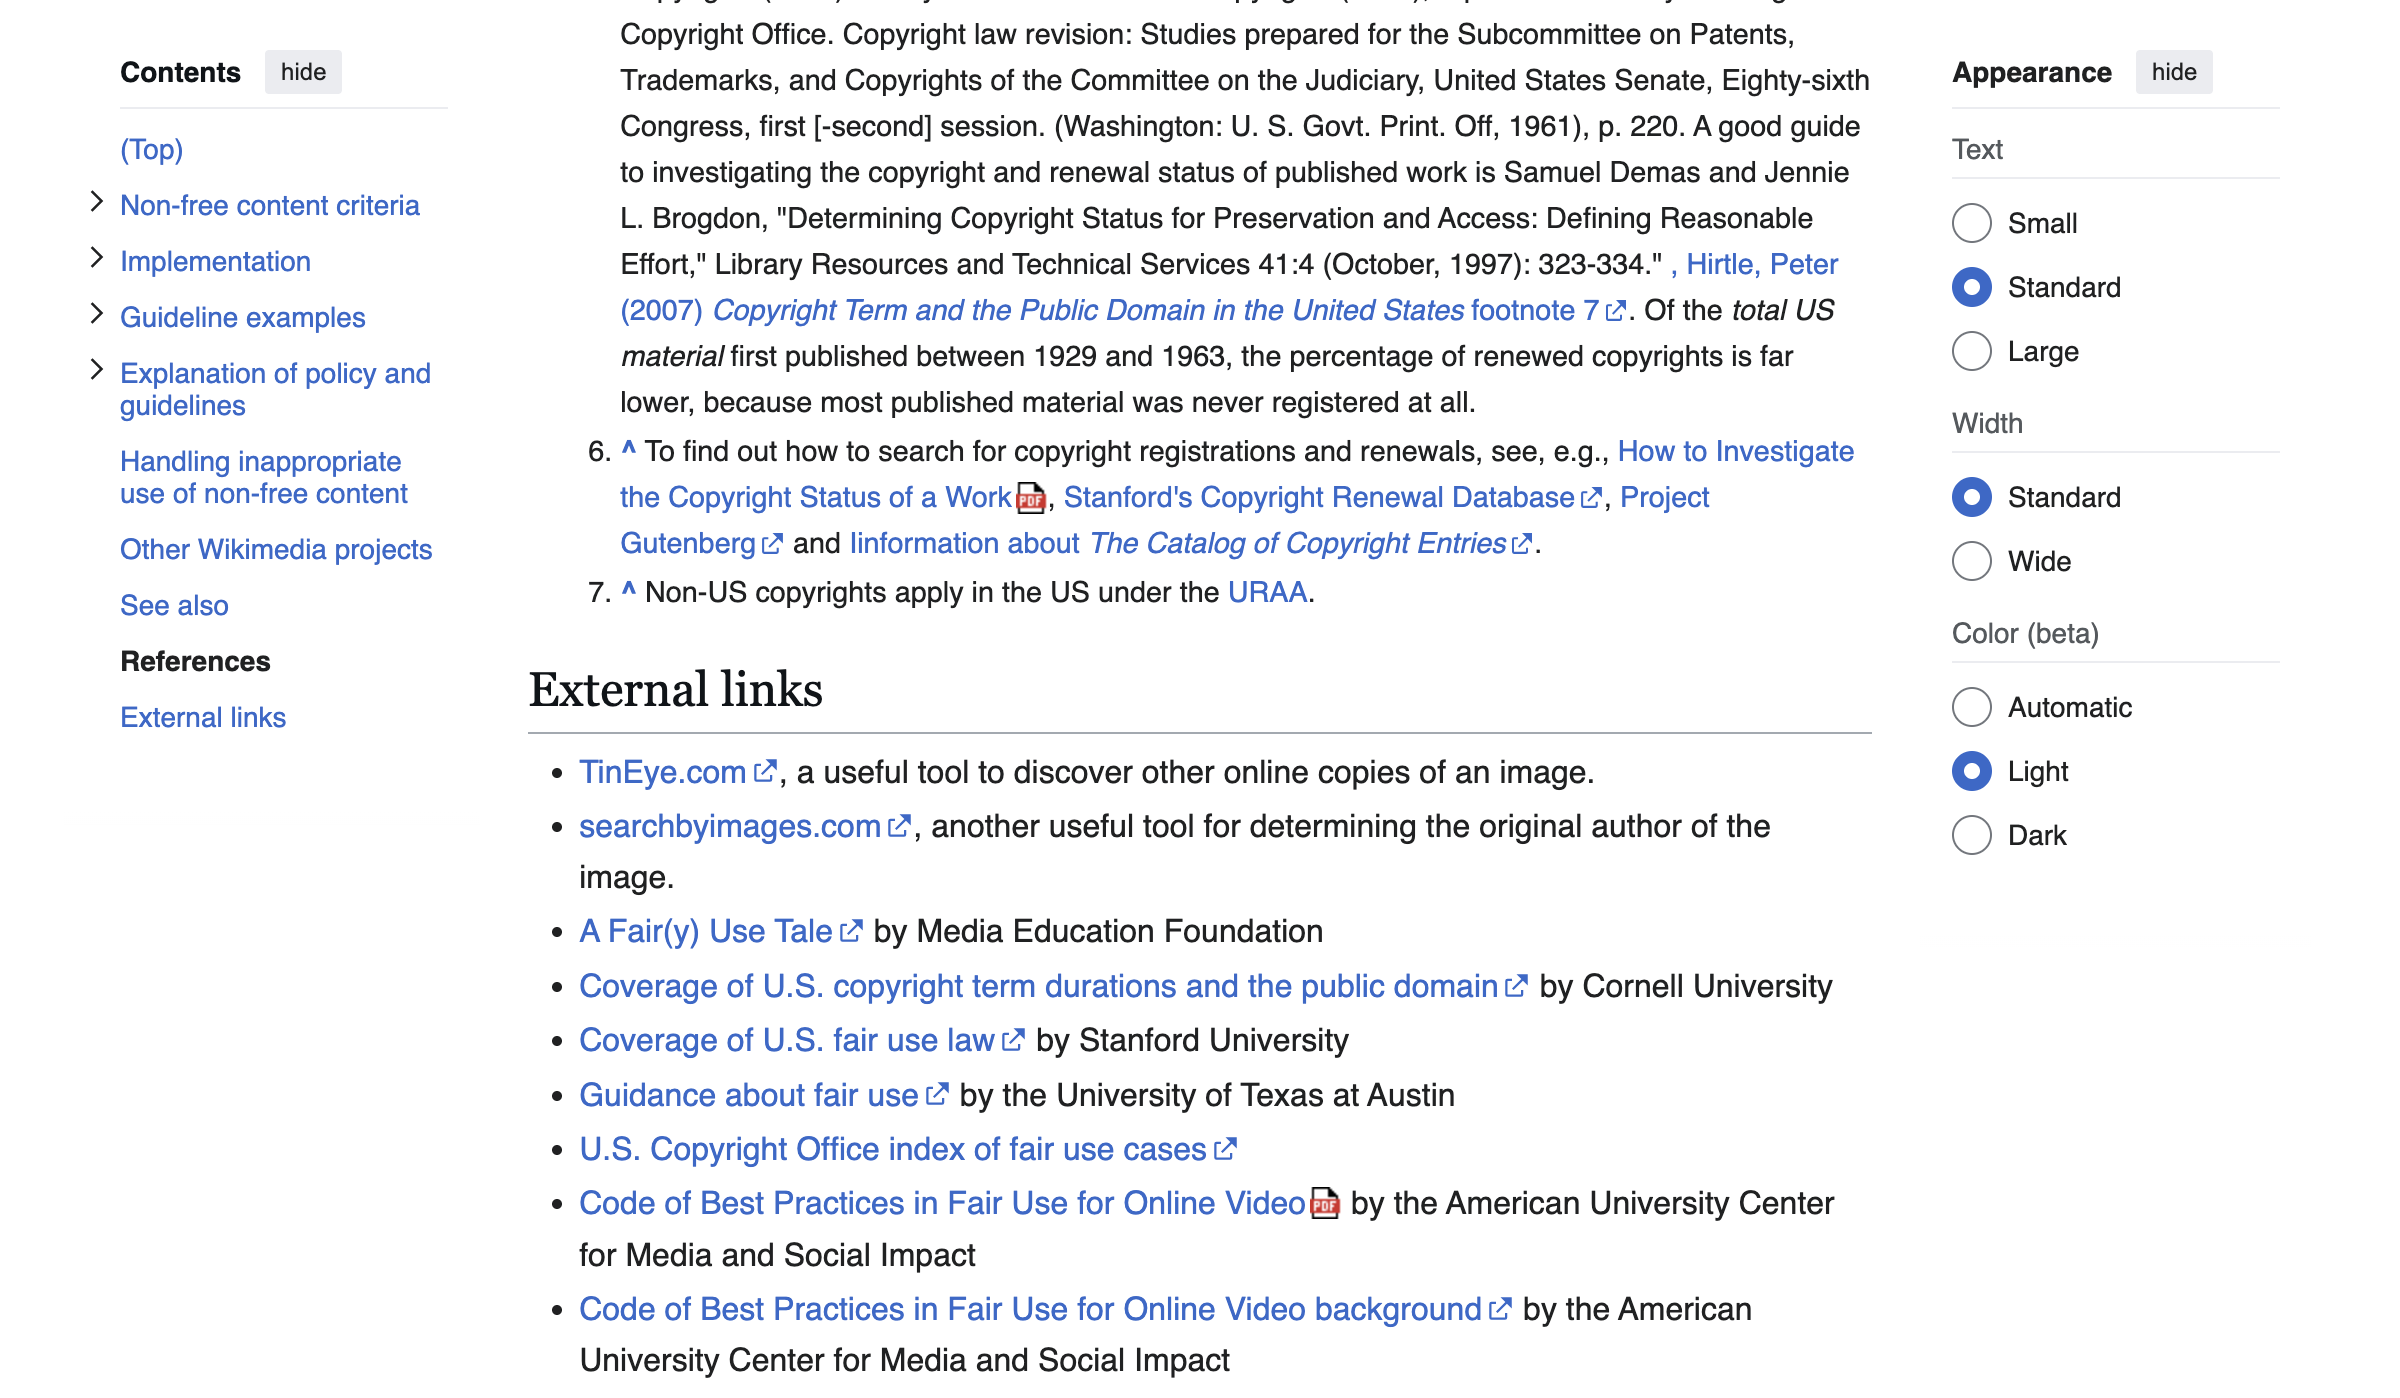 Contents hide
(Top)
Non-free content criteria
Implementation
Guideline examples
Explanation of policy and
guidelines
Handling inappropriate
use of non-free content
Other Wikimedia projects
See also
References
External links
Copyright Office. Copyright law revision: Studies prepared for the Subcommittee on Patents,
Trademarks, and Copyrights of the Committee on the Judiciary, United States Senate, Eighty-sixth
Congress, first [-second] session. (Washington: U. S. Govt. Print. Off, 1961), p. 220. A good guide
to investigating the copyright and renewal status of published work is Samuel Demas and Jennie
L. Brogdon, "Determining Copyright Status for Preservation and Access: Defining Reasonable
Effort," Library Resources and Technical Services 41:4 (October, 1997): 323-334." , Hirtle, Peter
(2007) Copyright Term and the Public Domain in the United States footnote 7. Of the total US
material first published between 1929 and 1963, the percentage of renewed copyrights is far
lower, because most published material was never registered at all.
6. ^ To find out how to search for copyright registrations and renewals, see, e.g., How to Investigate
the Copyright Status of a Work PDF, Stanford's Copyright Renewal Database, Project
Gutenberg and Iinformation about The Catalog of Copyright Entries.
7. ^ Non-US copyrights apply in the US under the URAA.
External links
• TinEye.com, a useful tool to discover other online copies of an image.
• searchbyimages.com, another useful tool for determining the original author of the
image.
• A Fair(y) Use Tale by Media Education Foundation
• Coverage of U.S. copyright term durations and the public domain by Cornell University
• Coverage of U.S. fair use law by Stanford University
• Guidance about fair use by the University of Texas at Austin
• U.S. Copyright Office index of fair use cases
• Code of Best Practices in Fair Use for Online Video PDF by the American University Center
for Media and Social Impact
• Code of Best Practices in Fair Use for Online Video background by the American
University Center for Media and Social Impact
Appearance hide
Text
Small
Standard
Large
Width
Standard
Wide
Color (beta)
Automatic
Light
Dark